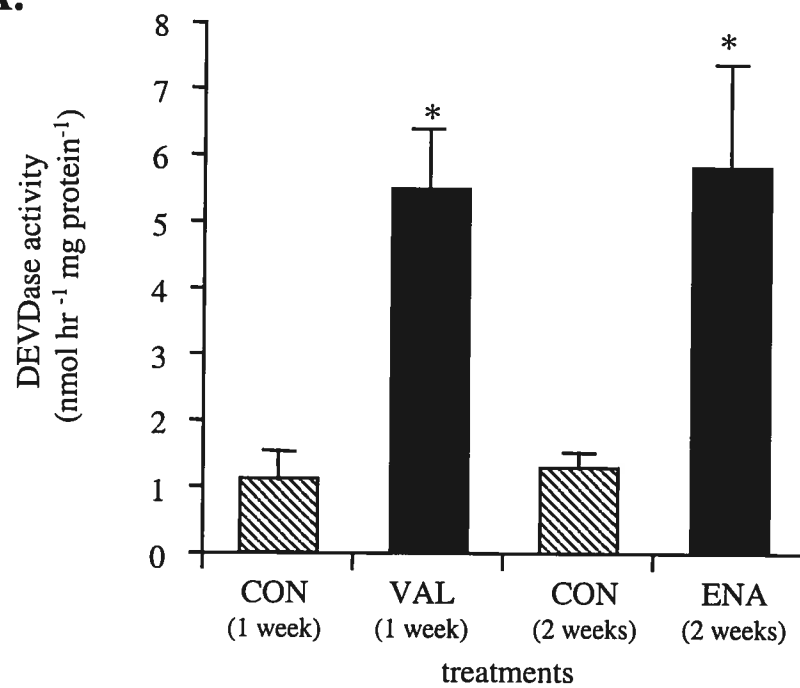 8
7
6
5
4
3
2
1
0
DEVDase activity
(nmol hr⁻¹ mg protein⁻¹)
*
*
CON
(1 week)
VAL
(1 week)
CON
(2 weeks)
ENA
(2 weeks)
treatments